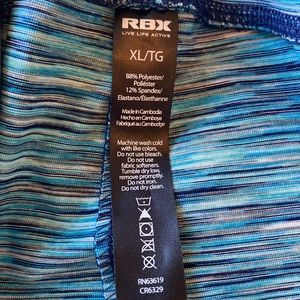 RBX
LIVE LIFE ACTIVE
XL/TG
88% Polyester/
Poliéster
12% Spandex/
Elastano/Élasthanne
Made in Cambodia
Hecho en Camboya
Fabriqué au Cambodge
Machine wash cold
with like colors.
Do not use bleach.
Do not use
fabric softeners.
Tumble dry low,
remove promptly.
Do not iron.
Do not dry clean.
RN63619
CR6329